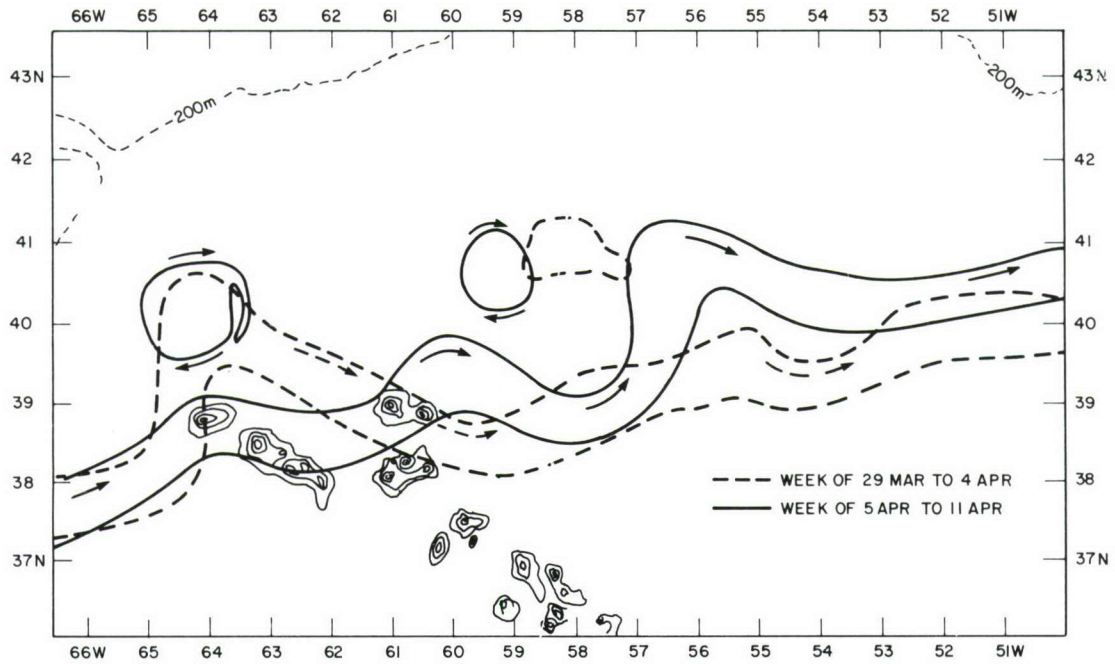 66W 65 64 63 62 61 60 59 58 57 56 55 54 53 52 51W
43N 43N
200m 200m
42 42
41 41
40 40
39 39
38 38
WEEK OF 29 MAR TO 4 APR
WEEK OF 5 APR TO 11 APR
37N 37N
66W 65 64 63 62 61 60 59 58 57 56 55 54 53 52 51W